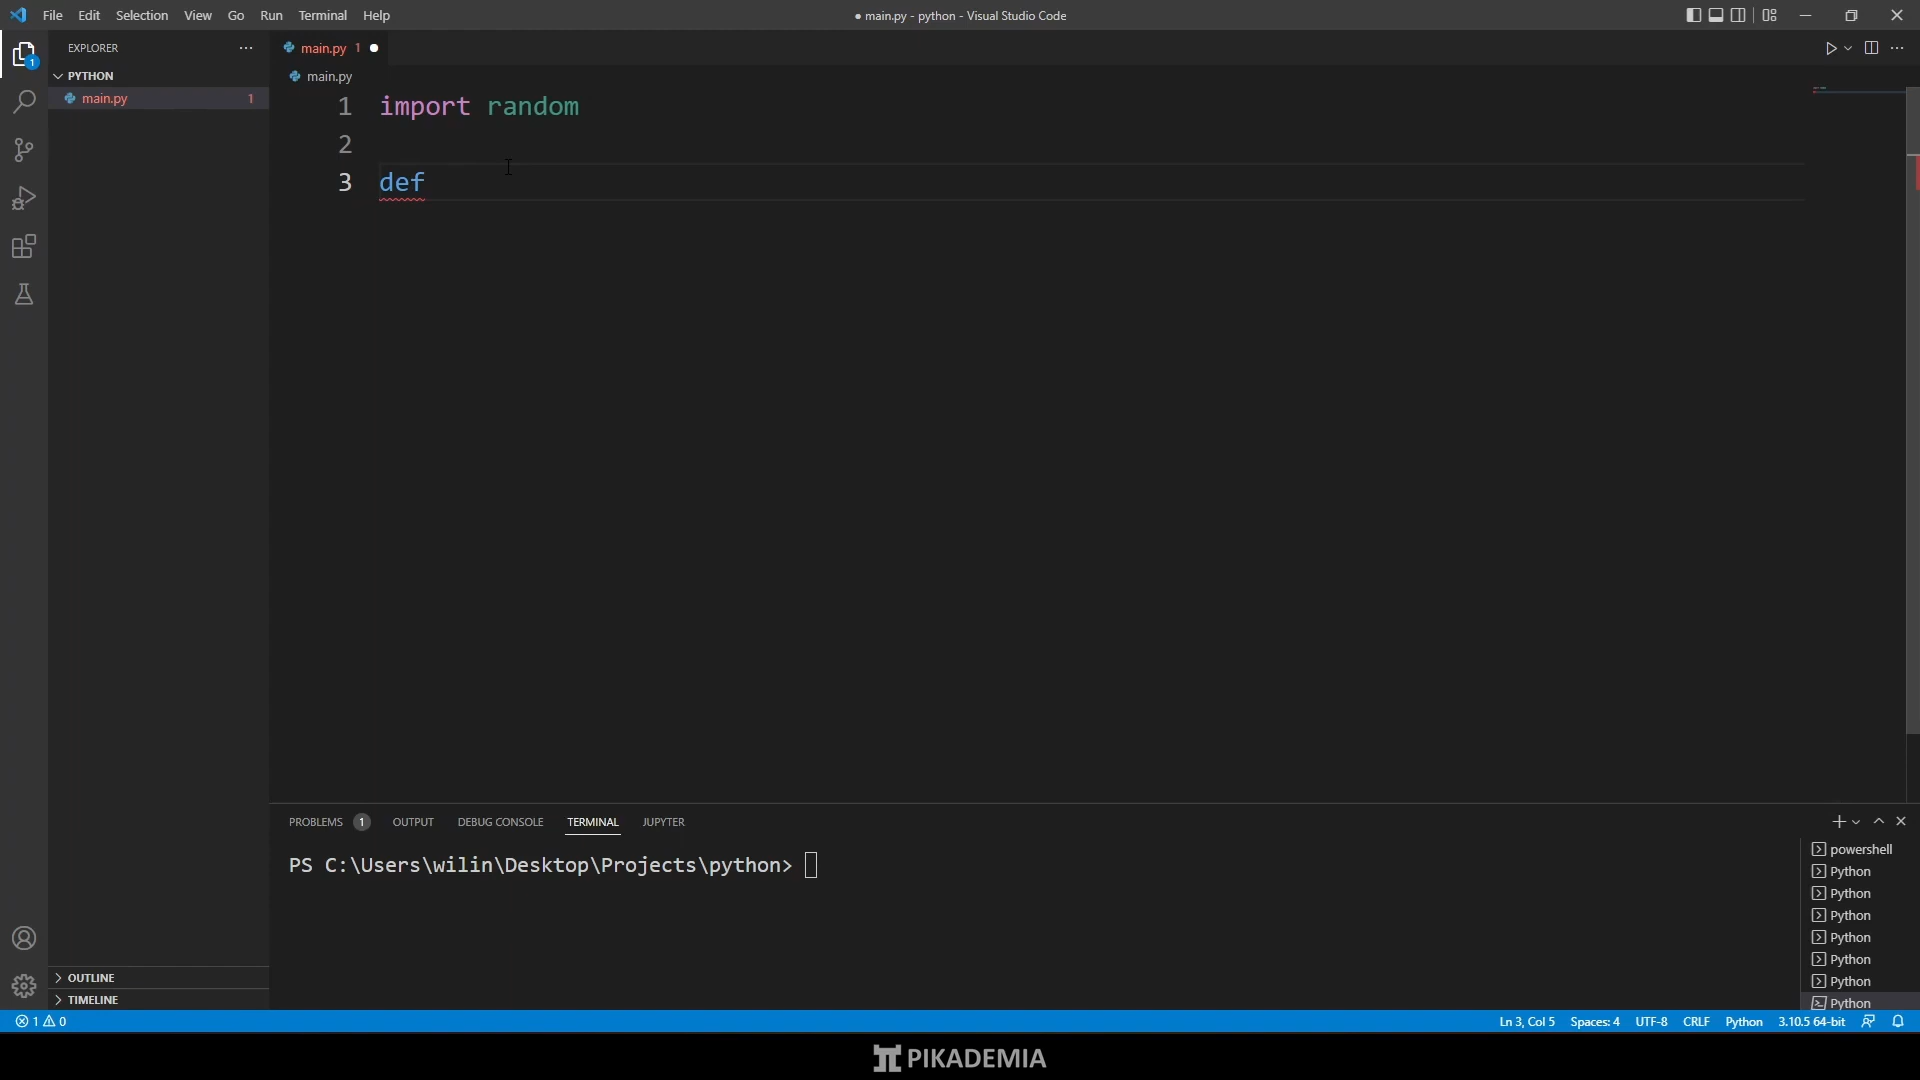 File Edit Selection View Go Run Terminal Help
● main.py - python - Visual Studio Code
EXPLORER
main.py 1
PYTHON
main.py
main.py 1
1 import random
2
3 def
PROBLEMS 1 OUTPUT DEBUG CONSOLE TERMINAL JUPYTER
PS C:\Users\wilin\Desktop\Projects\python>
powershell
Python
Python
Python
Python
Python
Python
Python
OUTLINE
TIMELINE
1
1 0
Ln 3, Col 5 Spaces: 4 UTF-8 CRLF Python 3.10.5 64-bit
PIKADEMIA